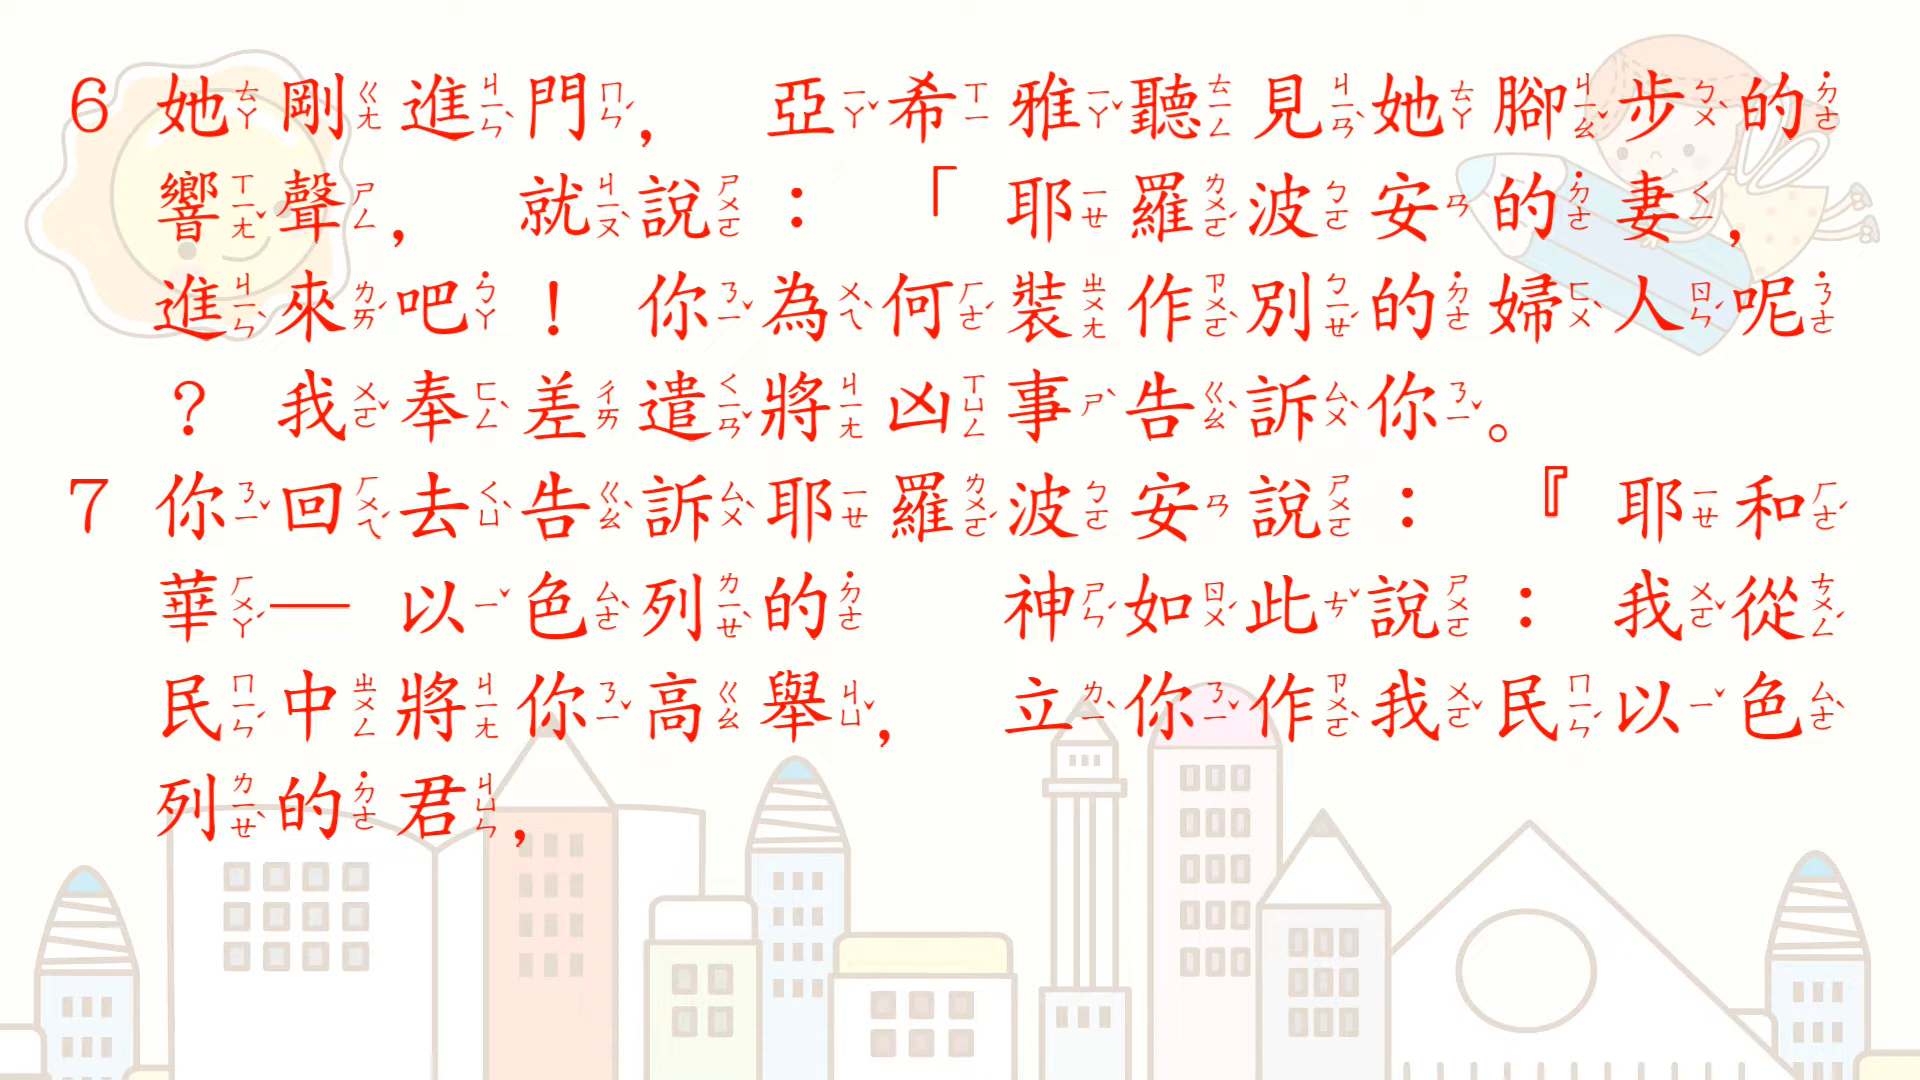 6 她剛進門， 亞希雅聽見她腳步的
響聲， 就說：「耶羅波安的妻，
進來吧！你為何裝作別的婦人呢
？我奉差遣將凶事告訴你。
7 你回去告訴耶羅波安說：『耶和
華—以色列的　神如此說：我從
民中將你高舉， 立你作我民以色
列的君，